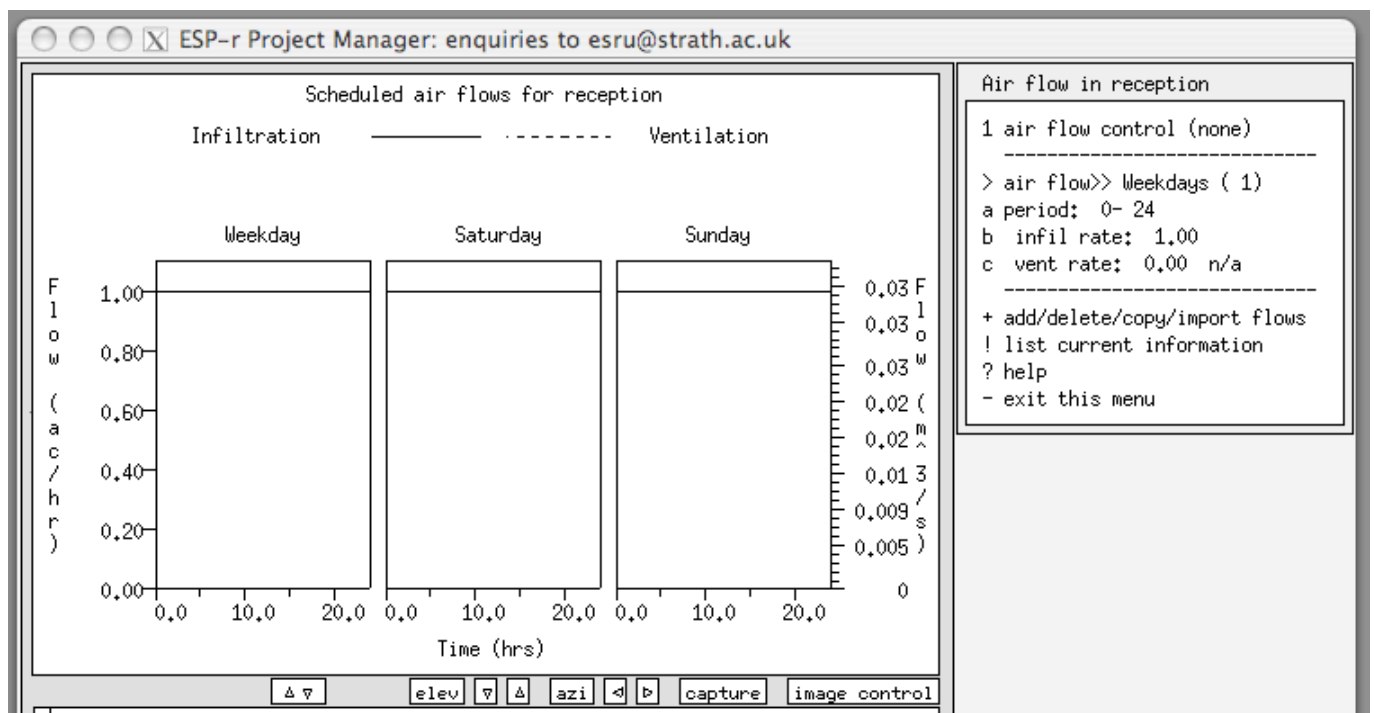 X ESP-r Project Manager: enquiries to esru@strath.ac.uk
Scheduled air flows for reception
Infiltration Ventilation
Weekday Saturday Sunday
Flow (ac/hr)
1.00
0.80
0.60
0.40
0.20
0.00
0.0 10.0 20.0 0.0 10.0 20.0 0.0 10.0 20.0
Time (hrs)
0.03
0.03
0.03
0.02
0.02
0.01
0.009
0.005
0
Flow (m^3/s)
elev azi capture image control
Air flow in reception
1 air flow control (none)
> air flow>> Weekdays ( 1)
a period: 0- 24
b infil rate: 1.00
c vent rate: 0.00 n/a
+ add/delete/copy/import flows
! list current information
? help
- exit this menu